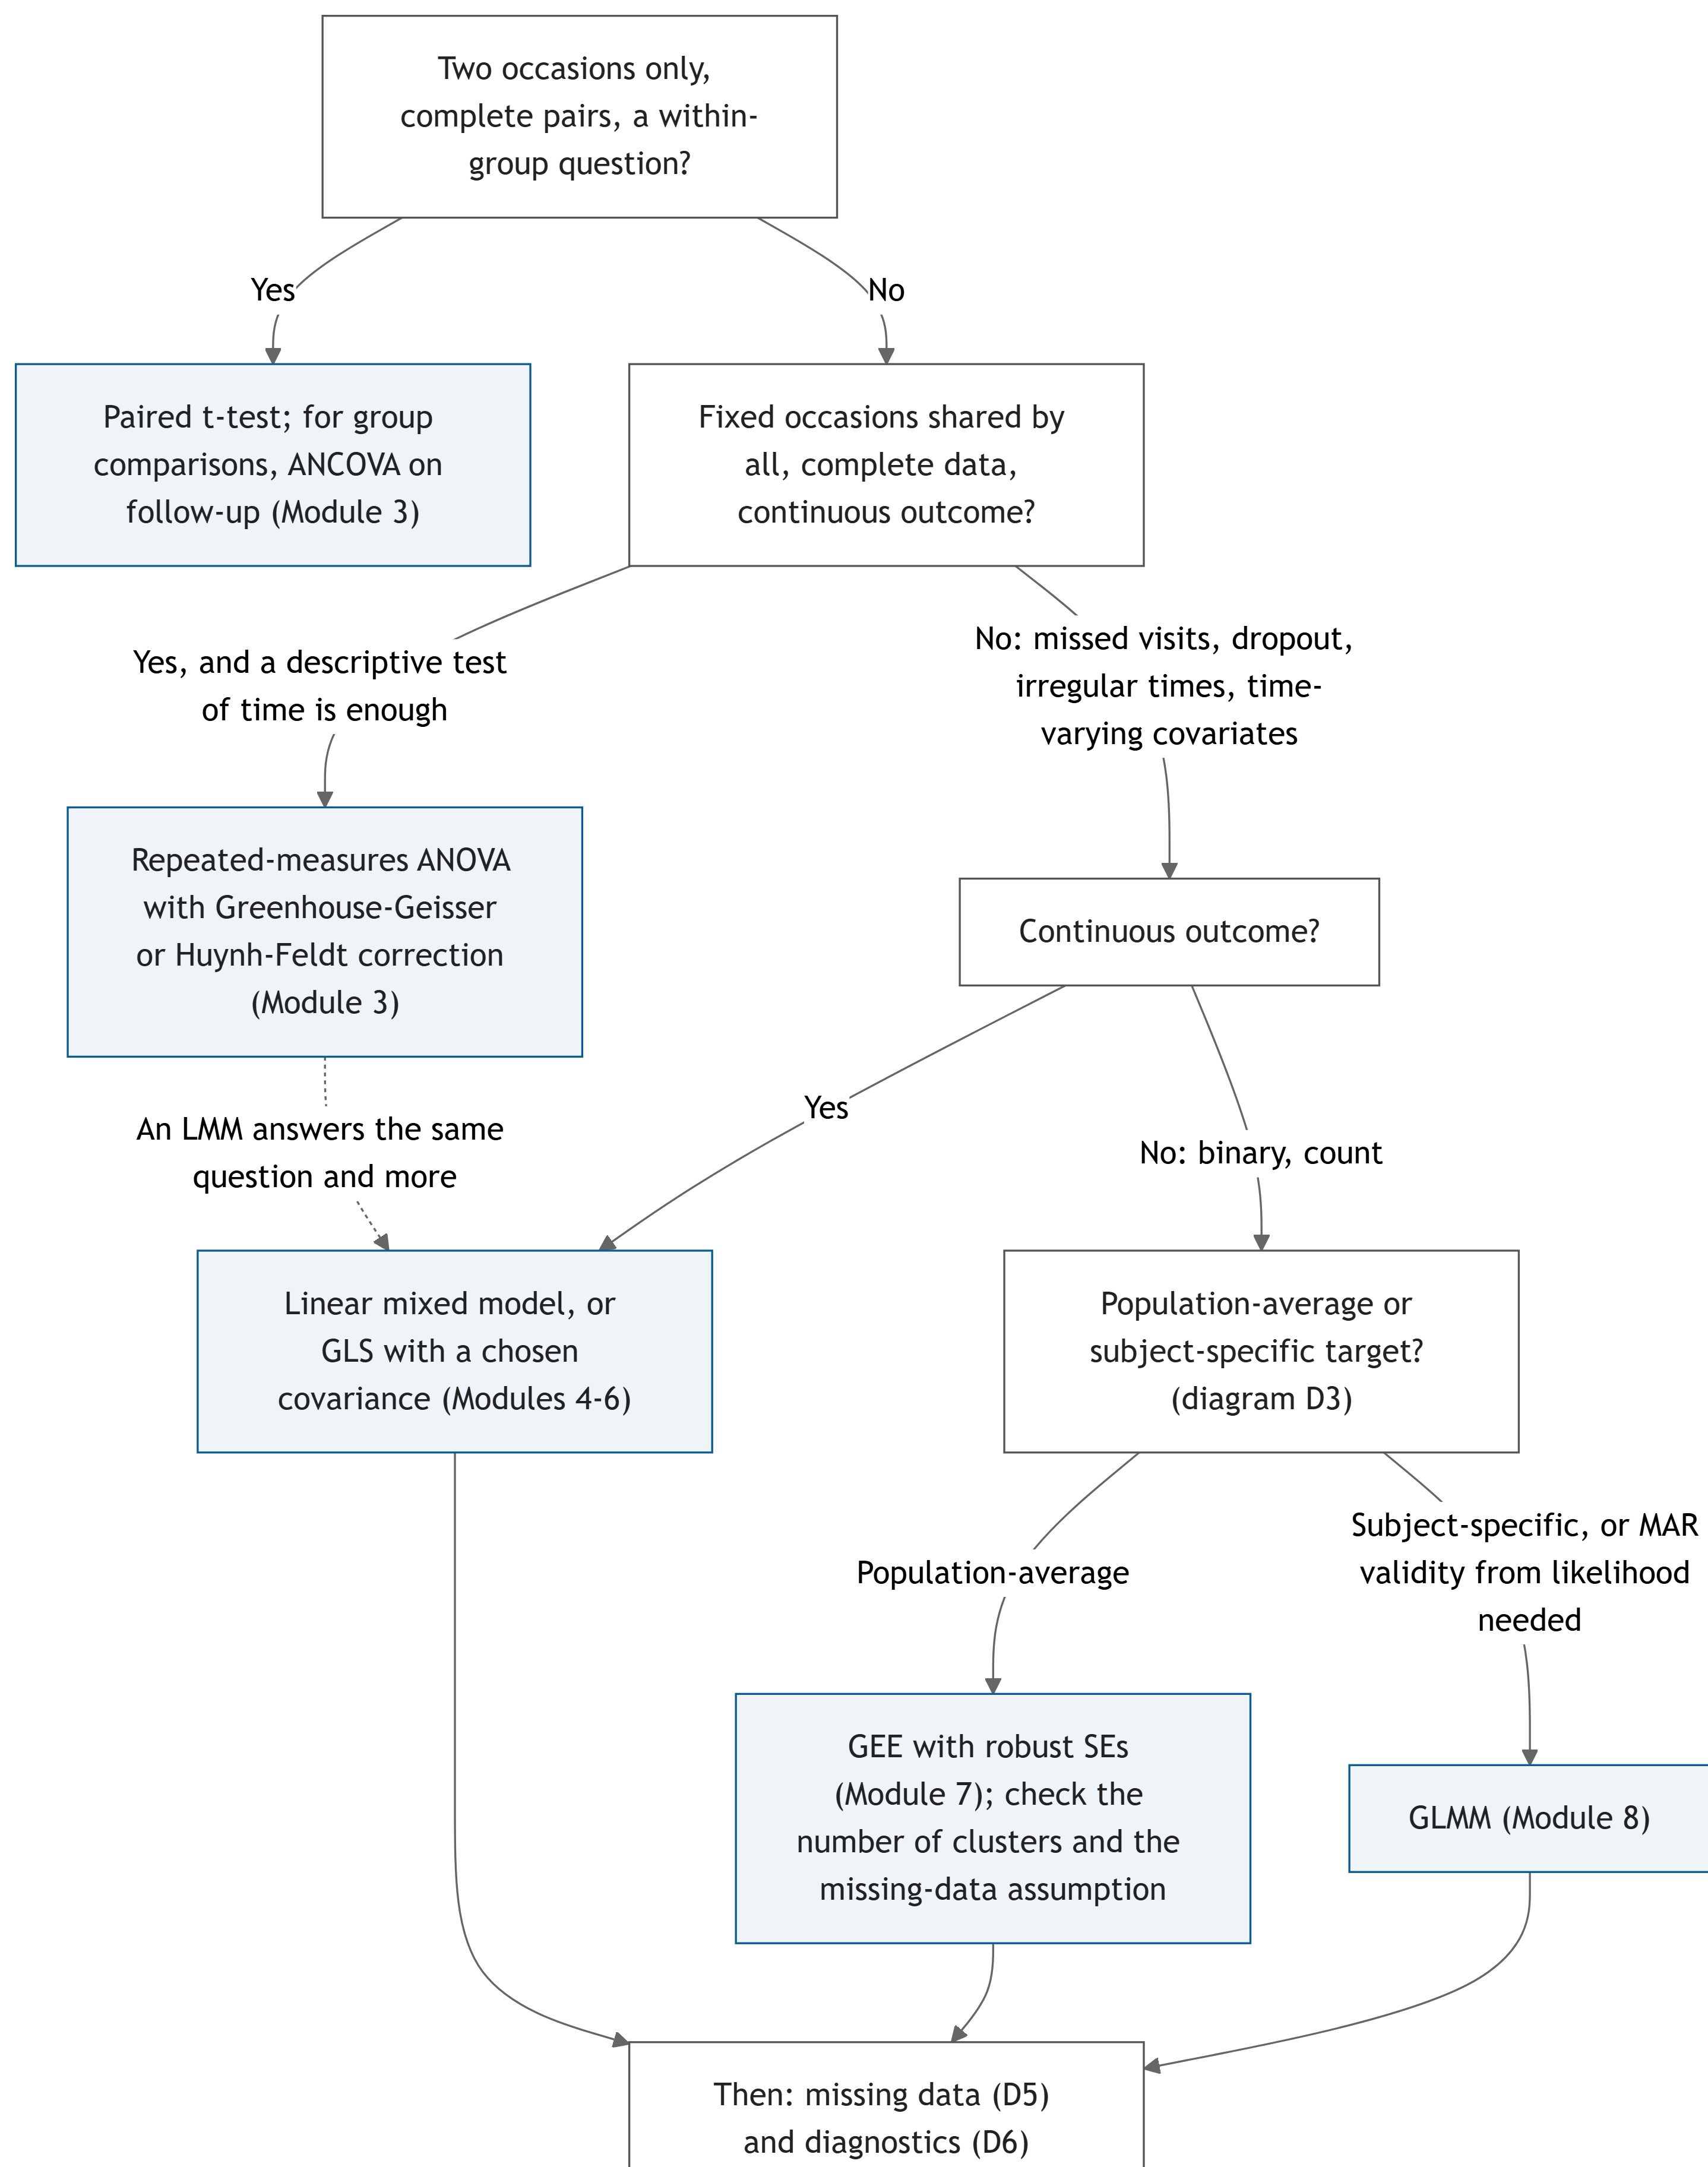 Two occasions only,
complete pairs, a within-
group question?
Yes
No
Paired t-test; for group
comparisons, ANCOVA on
follow-up (Module 3)
Fixed occasions shared by
all, complete data,
continuous outcome?
Yes, and a descriptive test
of time is enough
No: missed visits, dropout,
irregular times, time-
varying covariates
Repeated-measures ANOVA
with Greenhouse-Geisser
or Huynh-Feldt correction
(Module 3)
Continuous outcome?
An LMM answers the same
question and more
Yes
No: binary, count
Linear mixed model, or
GLS with a chosen
covariance (Modules 4-6)
Population-average or
subject-specific target?
(diagram D3)
Population-average
Subject-specific, or MAR
validity from likelihood
needed
GEE with robust SEs
(Module 7); check the
number of clusters and the
missing-data assumption
GLMM (Module 8)
Then: missing data (D5)
and diagnostics (D6)